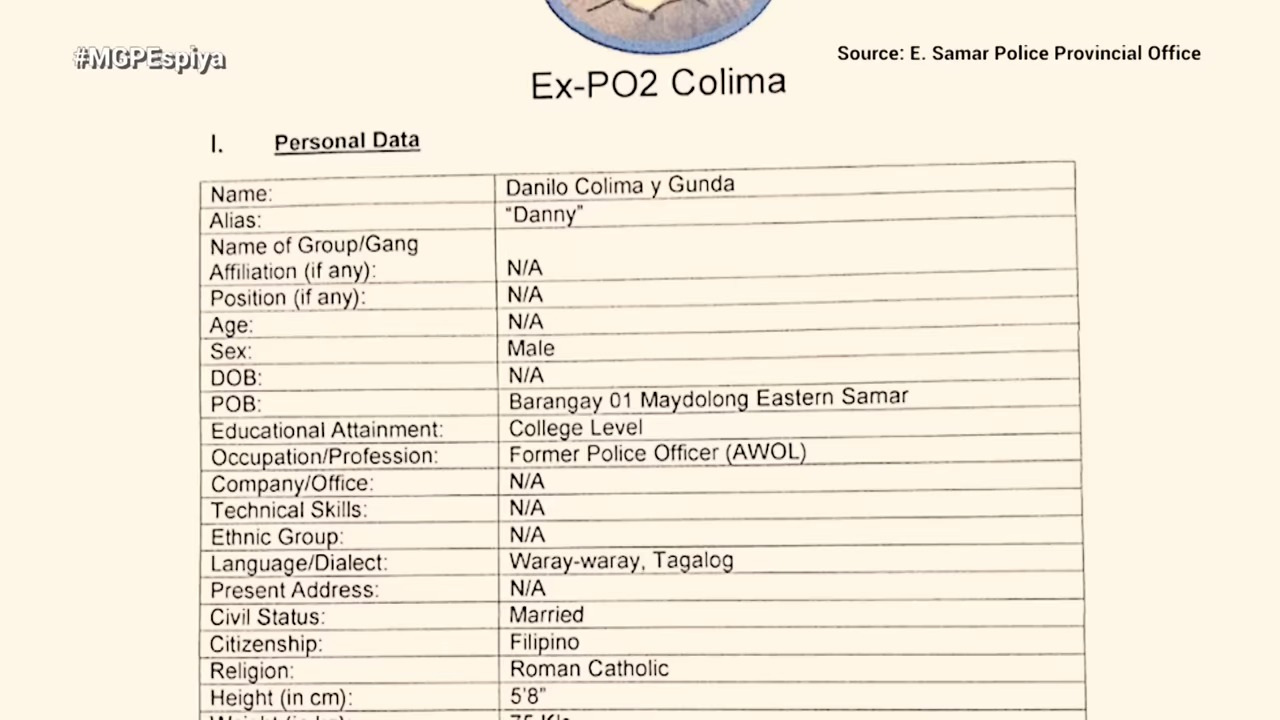 #MGPEspiya
Source: E. Samar Police Provincial Office
Ex-PO2 Colima
I. Personal Data
Name: Danilo Colima y Gunda
Alias: "Danny"
Name of Group/Gang
Affiliation (if any): N/A
Position (if any): N/A
Age: N/A
Sex: Male
DOB: N/A
POB: Barangay 01 Maydolong Eastern Samar
Educational Attainment: College Level
Occupation/Profession: Former Police Officer (AWOL)
Company/Office: N/A
Technical Skills: N/A
Ethnic Group: N/A
Language/Dialect: Waray-waray, Tagalog
Present Address: N/A
Civil Status: Married
Citizenship: Filipino
Religion: Roman Catholic
Height (in cm): 5'8"